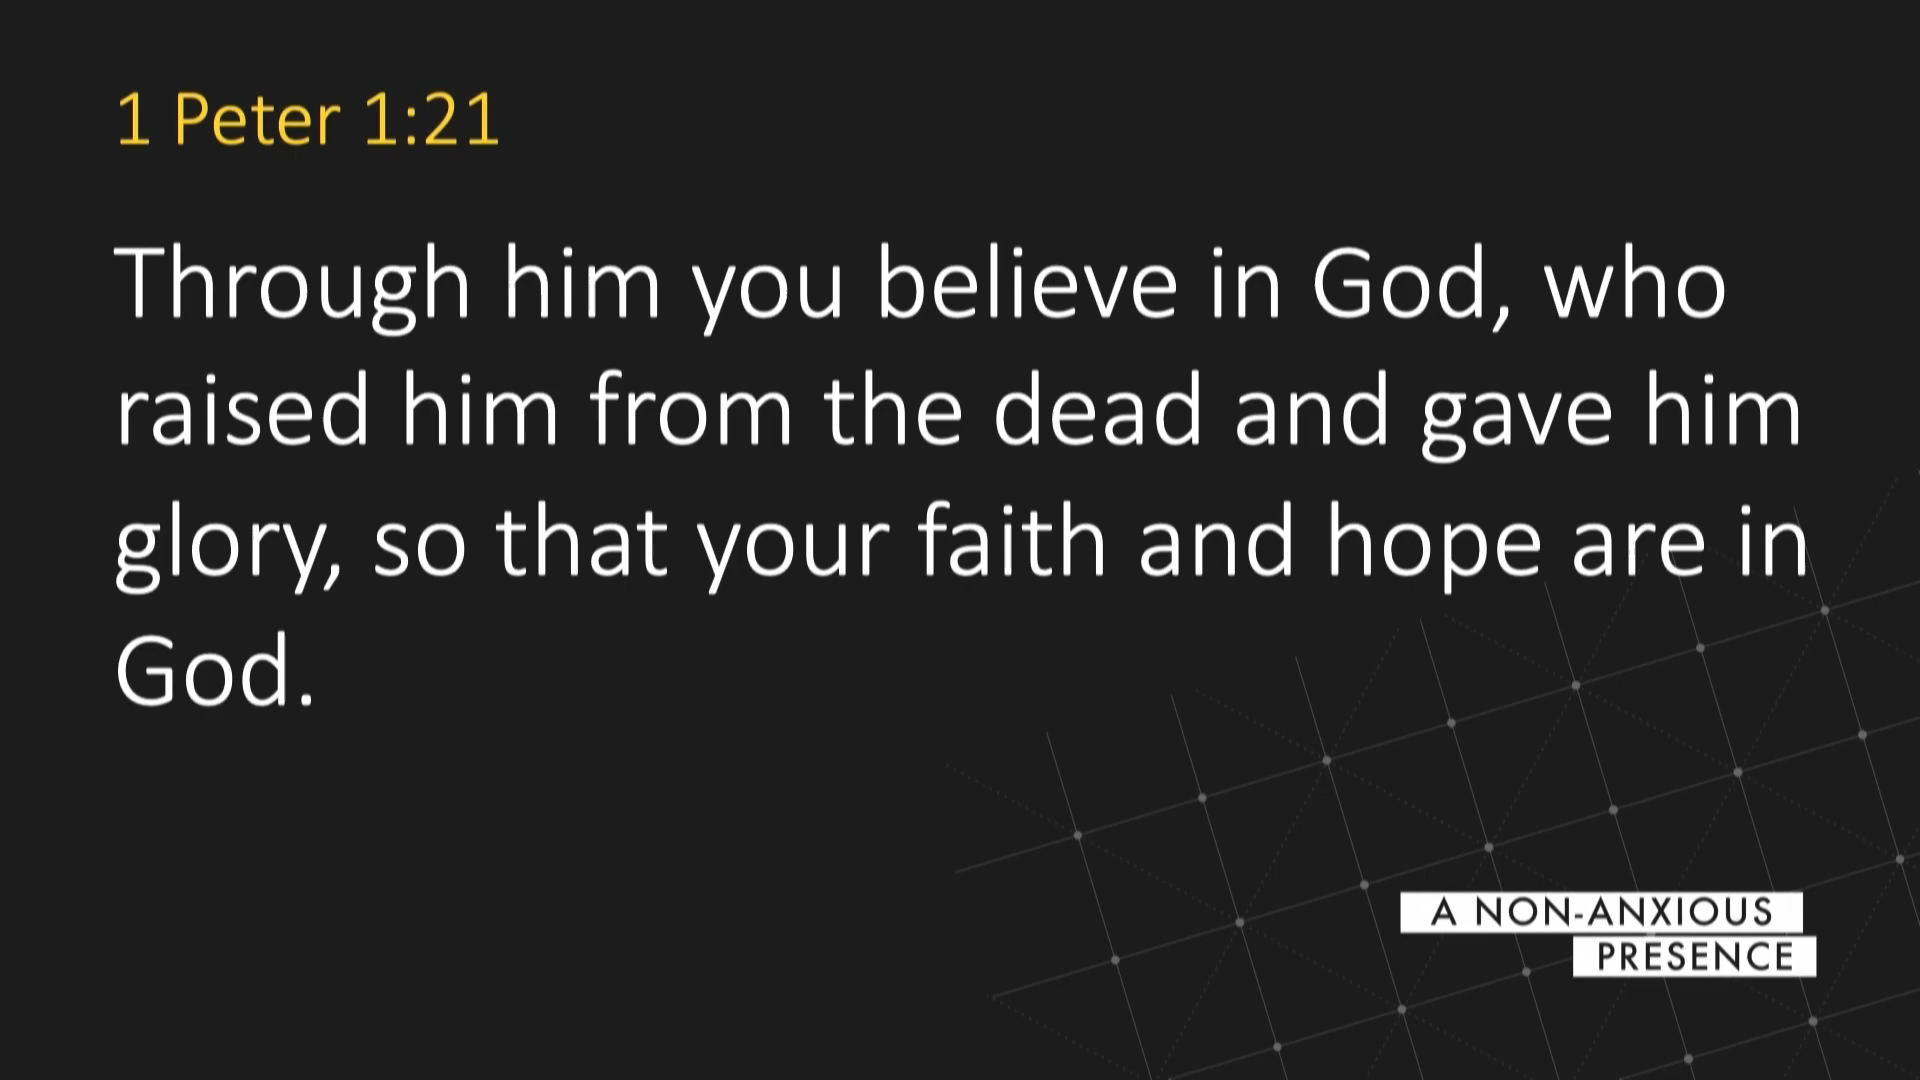 1 Peter 1:21
Through him you believe in God, who
raised him from the dead and gave him
glory, so that your faith and hope are in
God.
A NON-ANXIOUS
PRESENCE